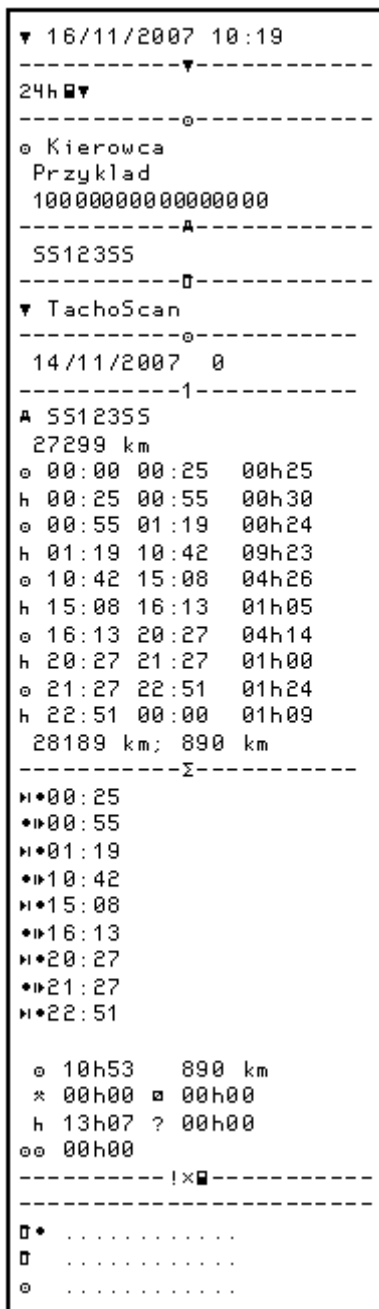 ▼ 16/11/2007 10:19
-----------▼------------
24h▼
-----------⊙------------
⊙ Kierowca
Przyklad
10000000000000000
-----------A------------
SS123SS
------------------------
▼ TachoScan
-----------⊙-----------
14/11/2007 0
-----------1-----------
A SS123SS
27299 km
⊙ 00:00 00:25 00h25
h 00:25 00:55 00h30
⊙ 00:55 01:19 00h24
h 01:19 10:42 09h23
⊙ 10:42 15:08 04h26
h 15:08 16:13 01h05
⊙ 16:13 20:27 04h14
h 20:27 21:27 01h00
⊙ 21:27 22:51 01h24
h 22:51 00:00 01h09
28189 km; 890 km
-----------Σ-----------
00:25
00:55
01:19
10:42
15:08
16:13
20:27
21:27
22:51
⊙ 10h53 890 km
00h00 00h00
h 13h07 ? 00h00
⊙⊙ 00h00
----------!×-----------
------------------------
● ............
............
⊙ ............